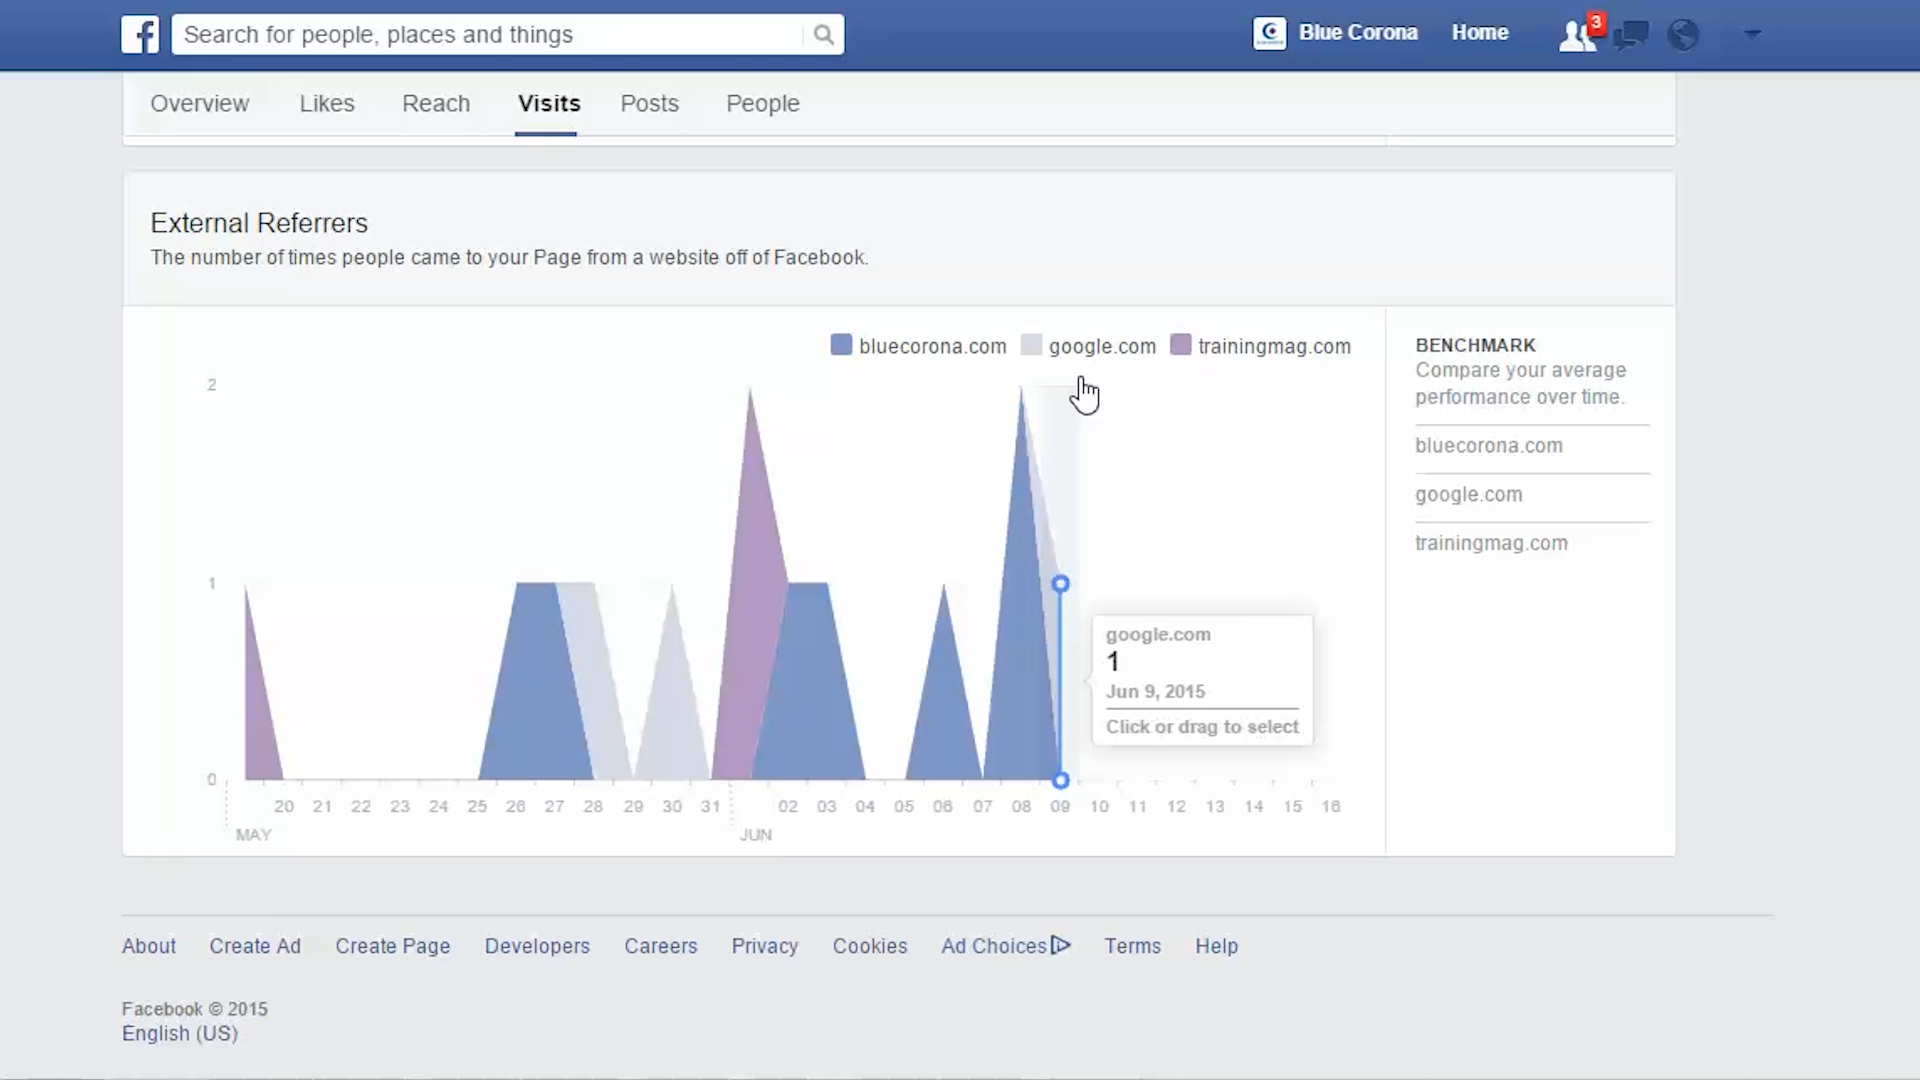 f Search for people, places and things
Blue Corona Home 3
Overview Likes Reach Visits Posts People
External Referrers
The number of times people came to your Page from a website off of Facebook.
bluecorona.com google.com trainingmag.com
2
1
0
20 21 22 23 24 25 26 27 28 29 30 31 02 03 04 05 06 07 08 09 10 11 12 13 14 15 16
MAY JUN
google.com
1
Jun 9, 2015
Click or drag to select
BENCHMARK
Compare your average
performance over time.
bluecorona.com
google.com
trainingmag.com
About Create Ad Create Page Developers Careers Privacy Cookies Ad Choices Terms Help
Facebook © 2015
English (US)